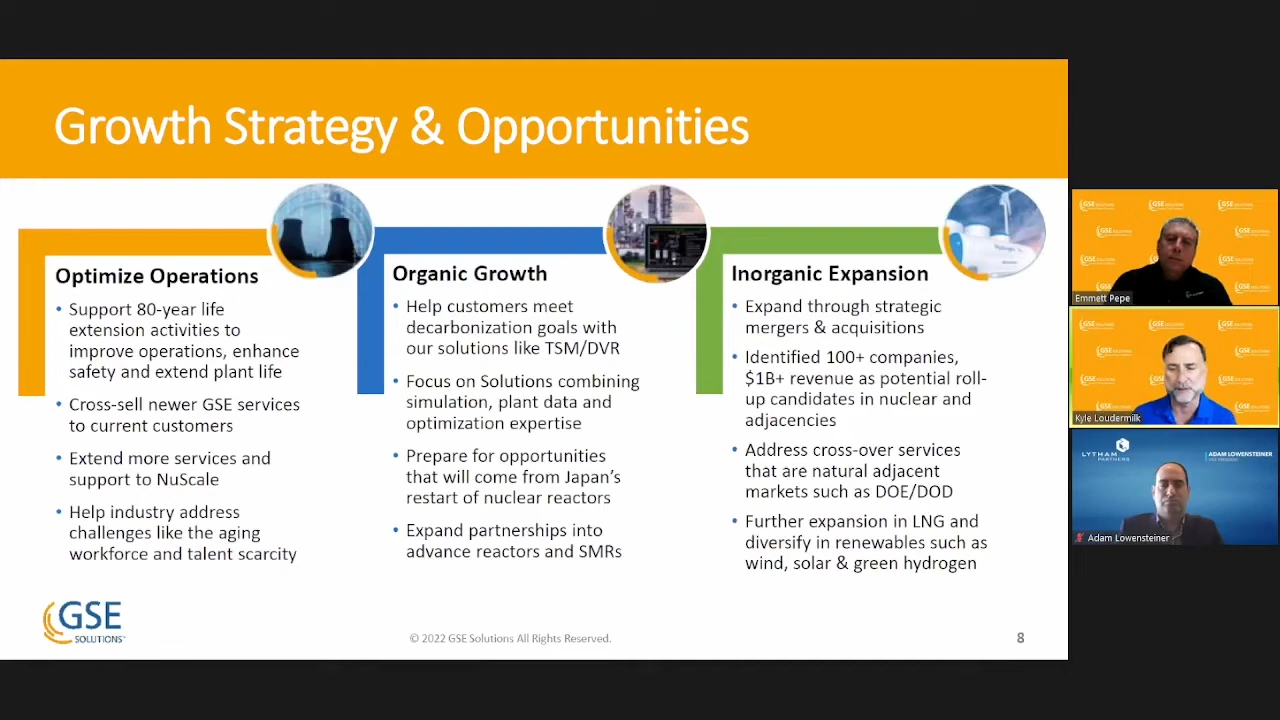 Growth Strategy & Opportunities
Optimize Operations
• Support 80-year life
extension activities to
improve operations, enhance
safety and extend plant life
• Cross-sell newer GSE services
to current customers
• Extend more services and
support to NuScale
• Help industry address
challenges like the aging
workforce and talent scarcity
Organic Growth
• Help customers meet
decarbonization goals with
our solutions like TSM/DVR
• Focus on Solutions combining
simulation, plant data and
optimization expertise
• Prepare for opportunities
that will come from Japan's
restart of nuclear reactors
• Expand partnerships into
advance reactors and SMRs
Inorganic Expansion
• Expand through strategic
mergers & acquisitions
• Identified 100+ companies,
$1B+ revenue as potential roll-
up candidates in nuclear and
adjacencies
• Address cross-over services
that are natural adjacent
markets such as DOE/DOD
• Further expansion in LNG and
diversify in renewables such as
wind, solar & green hydrogen
GSE
SOLUTIONS
© 2022 GSE Solutions All Rights Reserved.
8
Emmett Pepe
Kyle Loudermilk
LYTHAM
PARTNERS
ADAM LOWENSTEINER
VICE PRESIDENT
Adam Lowensteiner